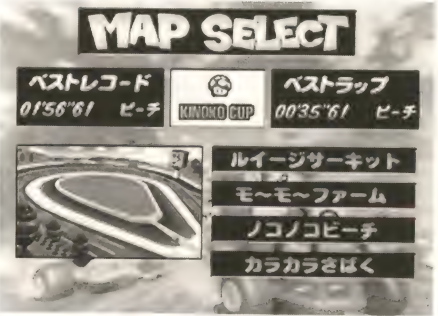 MAP SELECT
ベストレコード
01'56"61 ピーチ
KINOKO CUP
ベストラップ
00'35"61 ピーチ
ルイージサーキット
モ〜モ〜ファーム
ノコノコビーチ
カラカラさばく